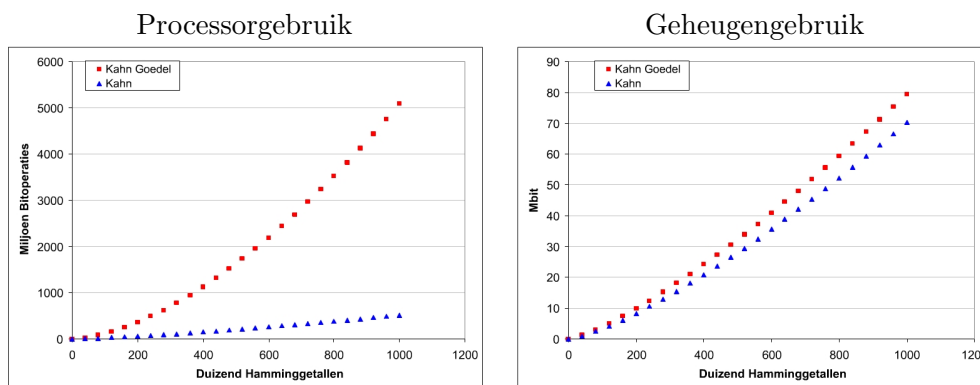 Processorgebruik
6000
5000
4000
3000
2000
1000
0
Miljoen Bitoperaties
Kahn Goedel
Kahn
0 200 400 600 800 1000 1200
Duizend Hamminggetallen
Geheugengebruik
90
80
70
60
50
40
30
20
10
0
Mbit
Kahn Goedel
Kahn
0 200 400 600 800 1000 120
Duizend Hamminggetallen